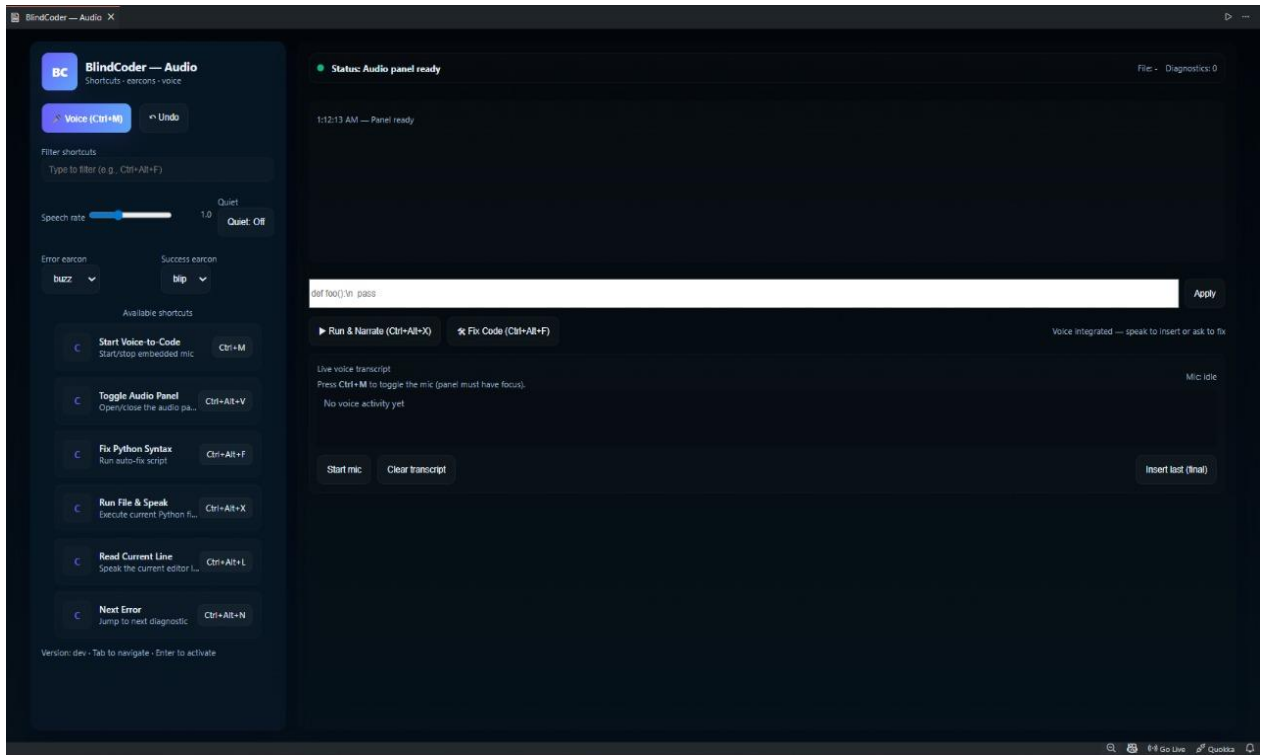 BlindCoder — Audio
BC
BlindCoder — Audio
Shortcuts · earcons · voice
Voice (Ctrl+M)
Undo
Filter shortcuts
Type to filter (e.g., Ctrl+Alt+F)
Quiet
Speech rate
1.0
Quiet: Off
Error earcon
Success earcon
buzz
blip
Available shortcuts
C
Start Voice-to-Code
Start/stop embedded mic
Ctrl+M
C
Toggle Audio Panel
Open/close the audio pa...
Ctrl+Alt+V
C
Fix Python Syntax
Run auto-fix script
Ctrl+Alt+F
C
Run File & Speak
Execute current Python fi...
Ctrl+Alt+X
C
Read Current Line
Speak the current editor l...
Ctrl+Alt+L
C
Next Error
Jump to next diagnostic
Ctrl+Alt+N
Version: dev · Tab to navigate · Enter to activate
Status: Audio panel ready
File: - Diagnostics: 0
1:12:13 AM — Panel ready
def foo():\n pass
Apply
Run & Narrate (Ctrl+Alt+X)
Fix Code (Ctrl+Alt+F)
Voice integrated — speak to insert or ask to fix
Live voice transcript
Press Ctrl+M to toggle the mic (panel must have focus).
Mic: idle
No voice activity yet
Start mic
Clear transcript
Insert last (final)
Go Live
Quokka